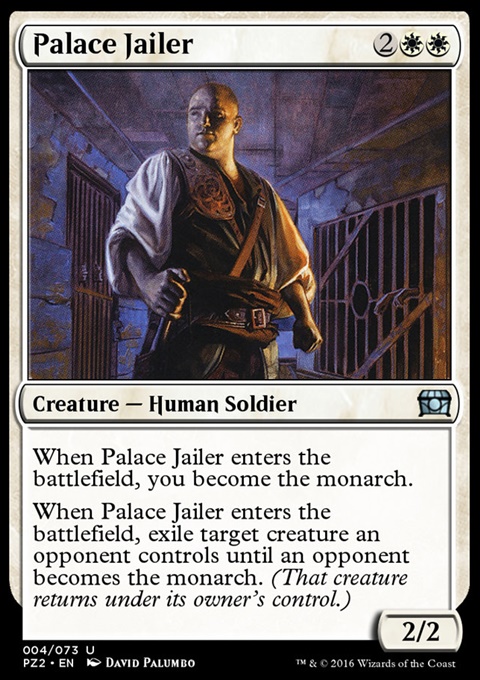 Palace Jailer 2
Creature — Human Soldier
When Palace Jailer enters the
battlefield, you become the monarch.
When Palace Jailer enters the
battlefield, exile target creature an
opponent controls until an opponent
becomes the monarch. (That creature
returns under its owner's control.)
2/2
004/073 U
PZ2 • EN David Palumbo
™ & © 2016 Wizards of the Coast